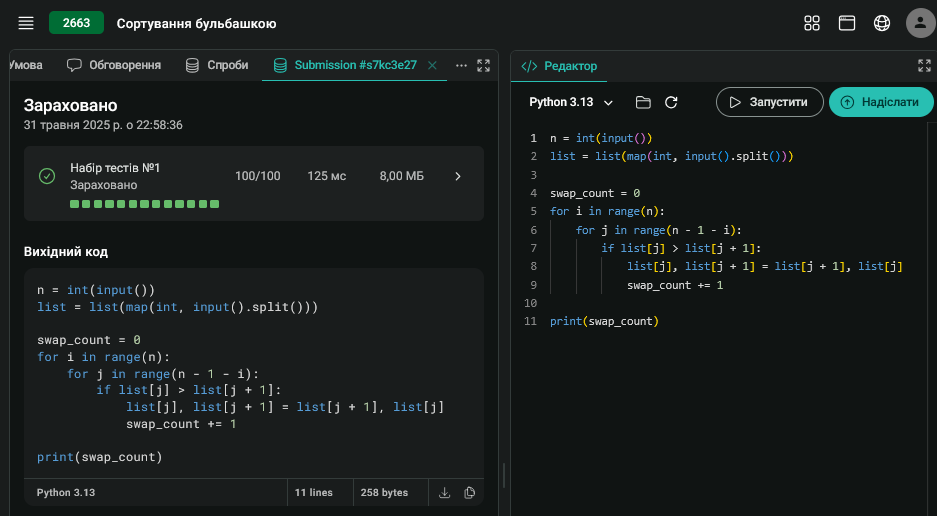 2663
Сортування бульбашкою
Умова
Обговорення
Спроби
Submission #s7kc3e27
Зараховано
31 травня 2025 р. о 22:58:36
Набір тестів №1
Зараховано
100/100
125 мс
8,00 МБ
Вихідний код
n = int(input())
list = list(map(int, input().split()))
swap_count = 0
for i in range(n):
    for j in range(n - 1 - i):
        if list[j] > list[j + 1]:
            list[j], list[j + 1] = list[j + 1], list[j]
            swap_count += 1
print(swap_count)
Python 3.13
11 lines
258 bytes
Редактор
Python 3.13
Запустити
Надіслати
1 n = int(input())
2 list = list(map(int, input().split()))
3
4 swap_count = 0
5 for i in range(n):
6     for j in range(n - 1 - i):
7         if list[j] > list[j + 1]:
8             list[j], list[j + 1] = list[j + 1], list[j]
9             swap_count += 1
10
11 print(swap_count)